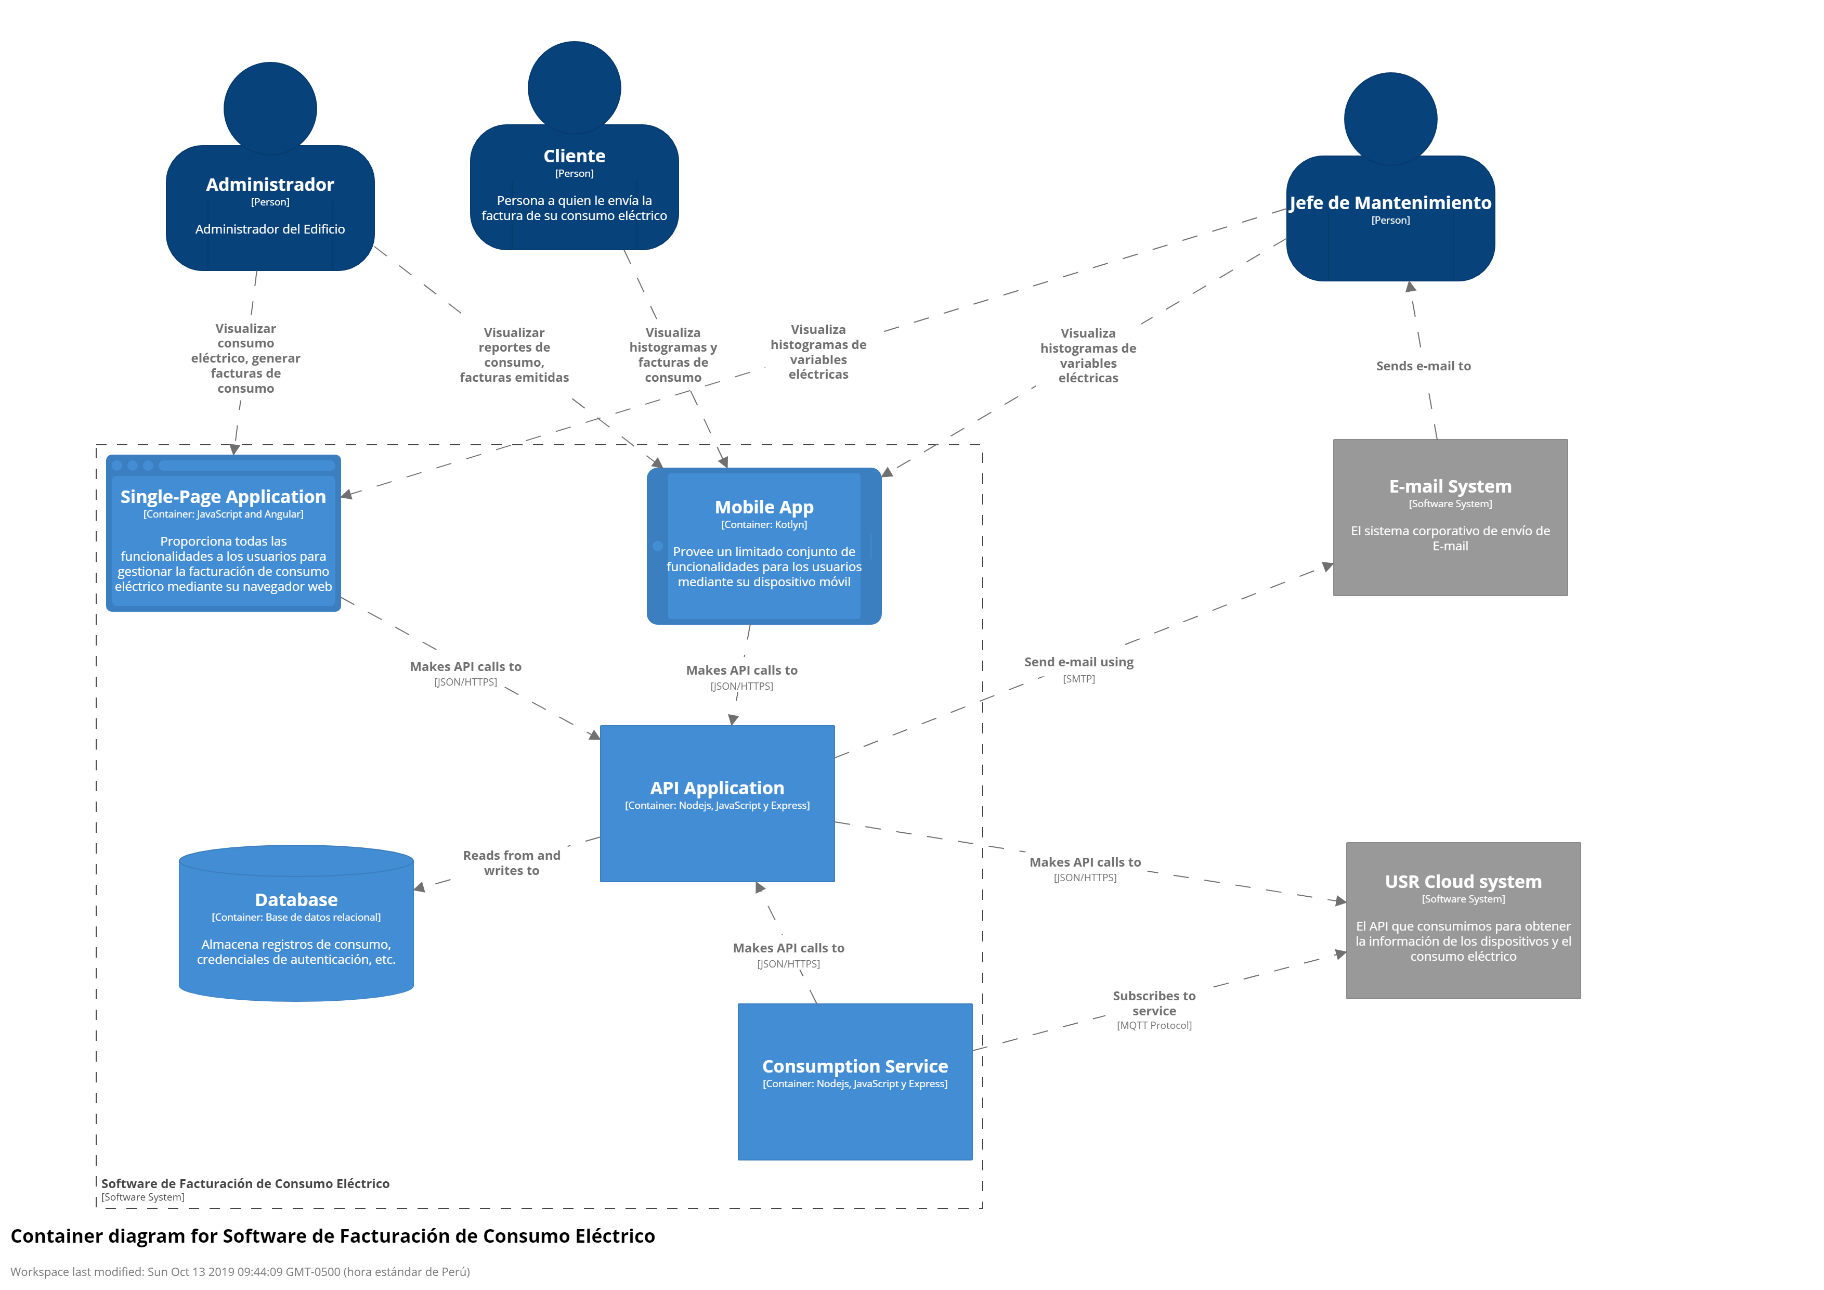 Administrador
[Person]
Administrador del Edificio
Cliente
[Person]
Persona a quien le envía la
factura de su consumo eléctrico
Jefe de Mantenimiento
[Person]
Visualizar
consumo
eléctrico, generar
facturas de
consumo
Visualizar
reportes de
consumo,
facturas emitidas
Visualiza
histogramas y
facturas de
consumo
Visualiza
histogramas de
variables
eléctricas
Visualiza
histogramas de
variables
eléctricas
Sends e-mail to
Single-Page Application
[Container: JavaScript and Angular]
Proporciona todas las
funcionalidades a los usuarios para
gestionar la facturación de consumo
eléctrico mediante su navegador web
Mobile App
[Container: Kotlyn]
Provee un limitado conjunto de
funcionalidades para los usuarios
mediante su dispositivo móvil
E-mail System
[Software System]
El sistema corporativo de envío de
E-mail
Makes API calls to
[JSON/HTTPS]
Makes API calls to
[JSON/HTTPS]
Send e-mail using
[SMTP]
API Application
[Container: Nodejs, JavaScript y Express]
Reads from and
writes to
Makes API calls to
[JSON/HTTPS]
Database
[Container: Base de datos relacional]
Almacena registros de consumo,
credenciales de autenticación, etc.
USR Cloud system
[Software System]
El API que consumimos para obtener
la información de los dispositivos y el
consumo eléctrico
Makes API calls to
[JSON/HTTPS]
Subscribes to
service
[MQTT Protocol]
Consumption Service
[Container: Nodejs, JavaScript y Express]
Software de Facturación de Consumo Eléctrico
[Software System]
Container diagram for Software de Facturación de Consumo Eléctrico
Workspace last modified: Sun Oct 13 2019 09:44:09 GMT-0500 (hora estándar de Perú)